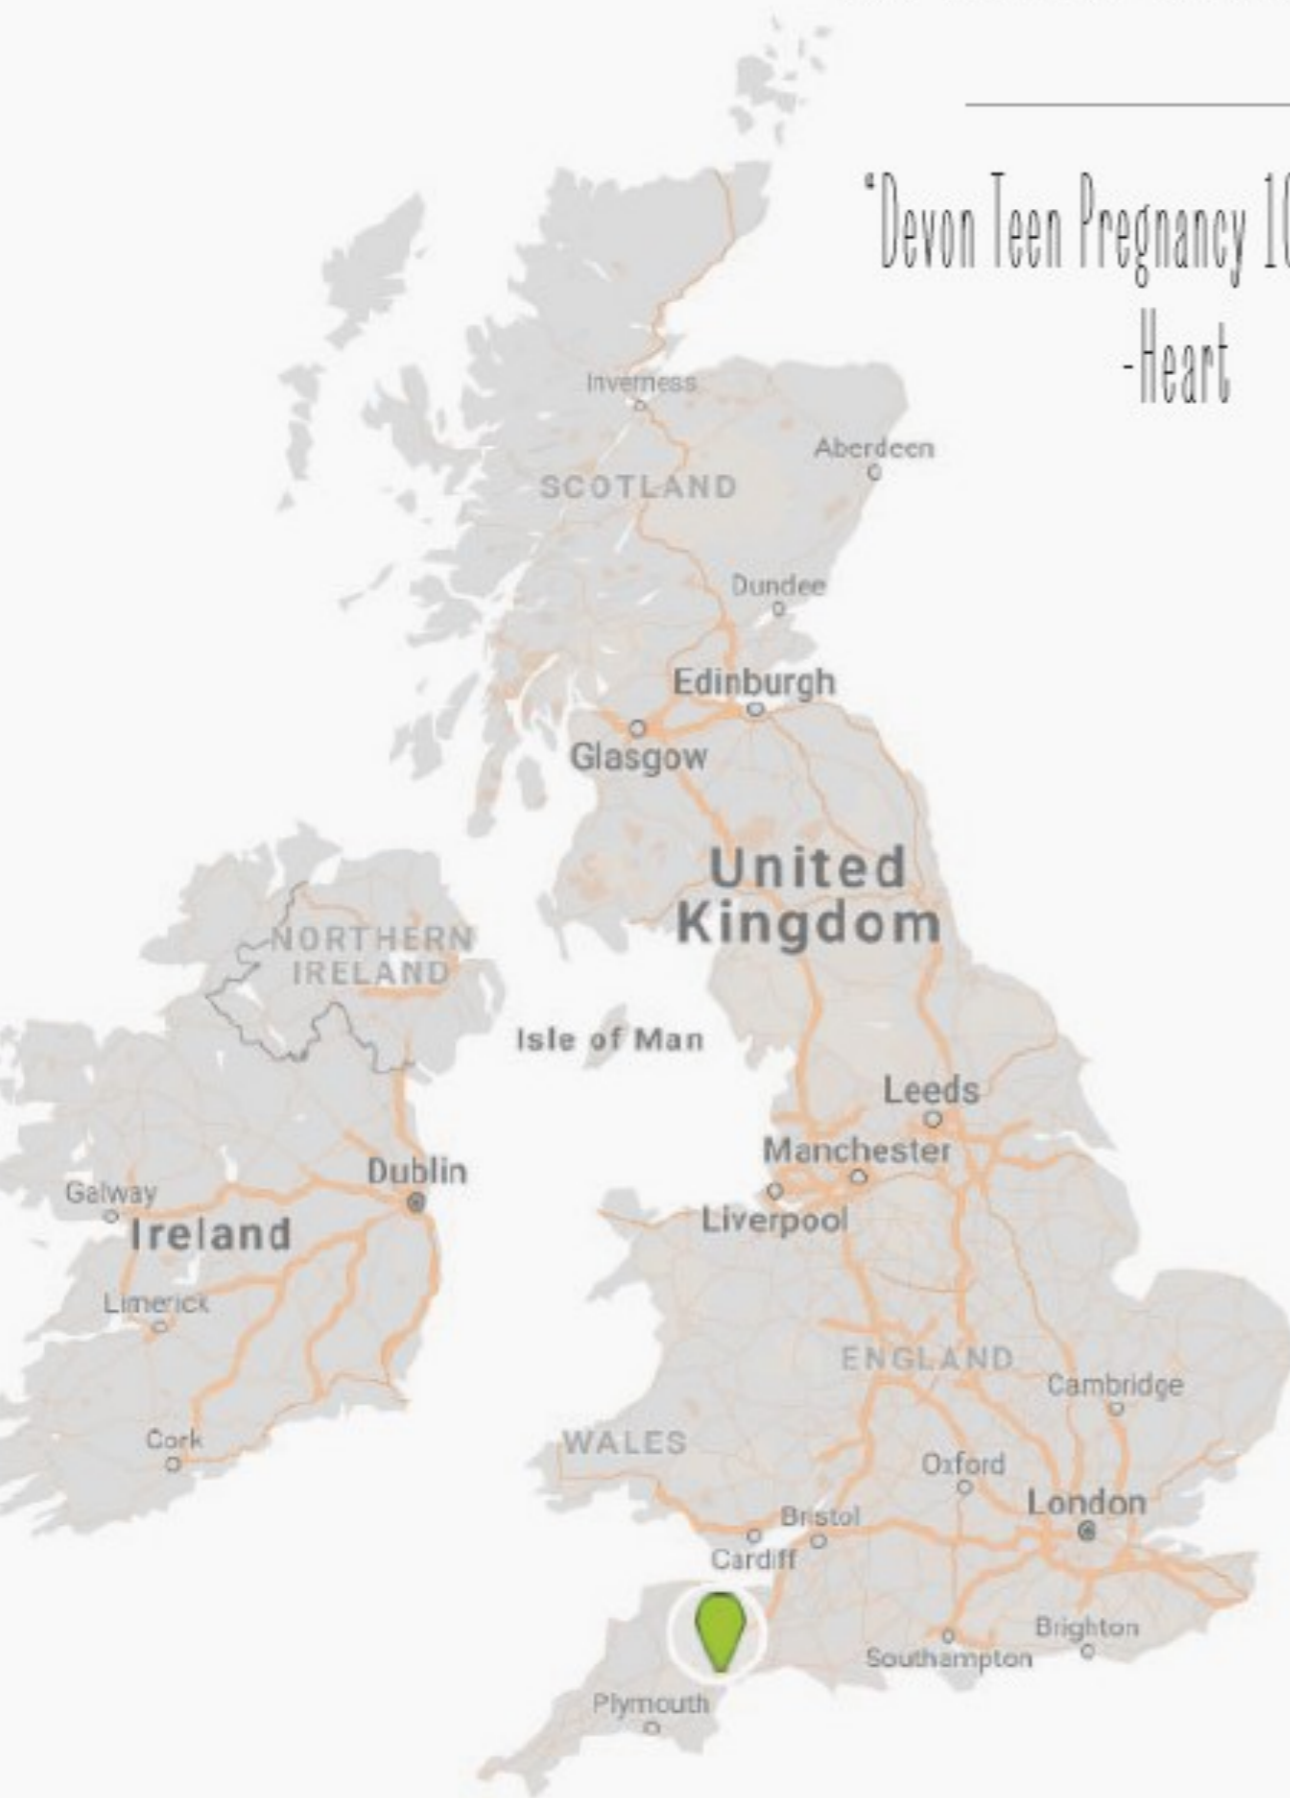 “Devon Teen Pregnancy
-Heart
Inverness
Aberdeen
SCOTLAND
Dundee
Edinburgh
Glasgow
United
Kingdom
NORTHERN
IRELAND
Isle of Man
Leeds
Manchester
Dublin
Galway
Liverpool
Ireland
Limerick
ENGLAND
Cambridge
Cork
WALES
Oxford
London
Bristol
Cardiff
Brighton
Southampton
Plymouth